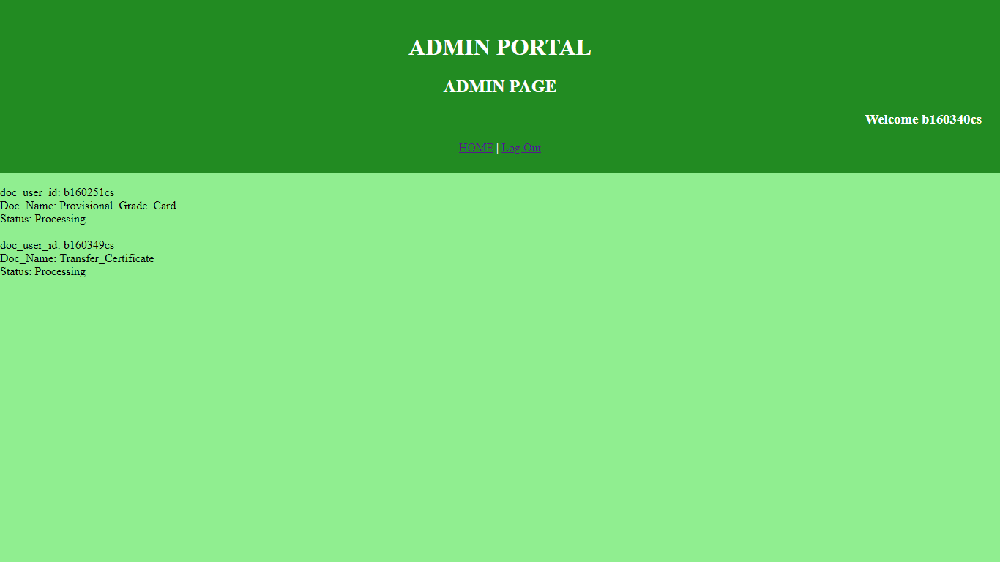 ADMIN PORTAL
ADMIN PAGE
Welcome b160340cs
HOME | Log Out
doc_user_id: b160251cs
Doc_Name: Provisional_Grade_Card
Status: Processing
doc_user_id: b160349cs
Doc_Name: Transfer_Certificate
Status: Processing